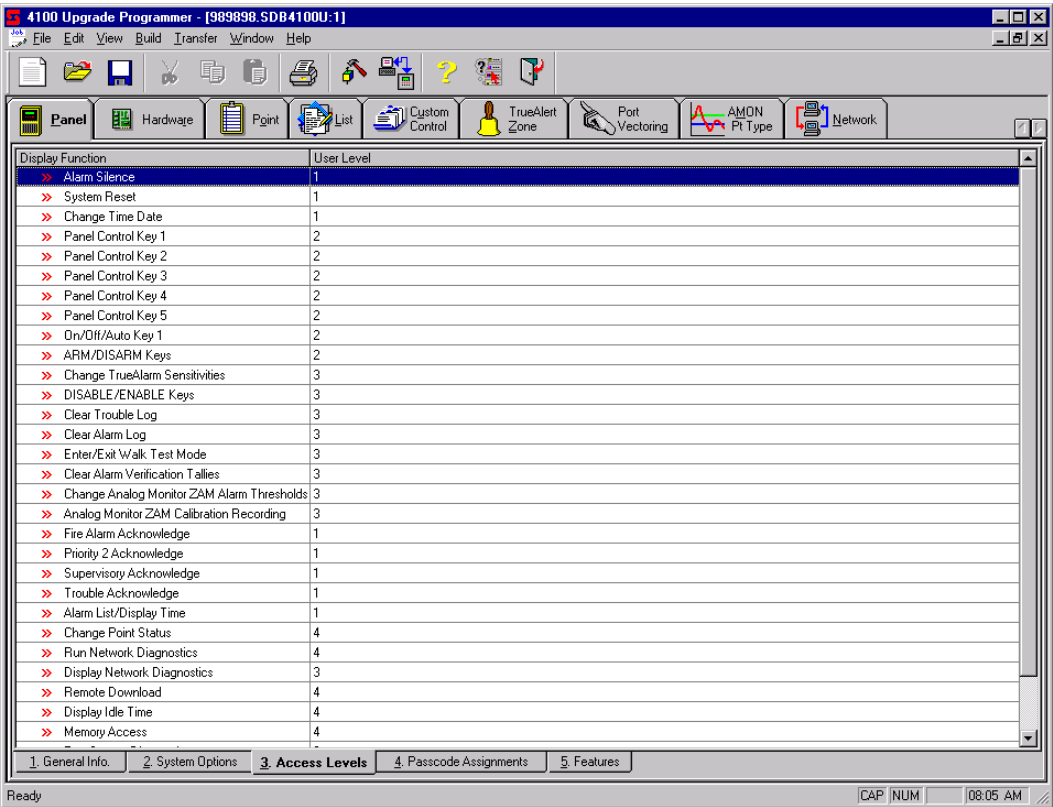 4100 Upgrade Programmer - [989898.SDB4100U:1]
File Edit View Build Transfer Window Help
Panel Hardware Point List Custom Control TrueAlert Zone Port Vectoring AMON Pt Type Network
Display Function User Level
Alarm Silence 1
System Reset 1
Change Time Date 1
Panel Control Key 1 2
Panel Control Key 2 2
Panel Control Key 3 2
Panel Control Key 4 2
Panel Control Key 5 2
On/Off/Auto Key 1 2
ARM/DISARM Keys 2
Change TrueAlarm Sensitivities 3
DISABLE/ENABLE Keys 3
Clear Trouble Log 3
Clear Alarm Log 3
Enter/Exit Walk Test Mode 3
Clear Alarm Verification Tallies 3
Change Analog Monitor ZAM Alarm Thresholds 3
Analog Monitor ZAM Calibration Recording 3
Fire Alarm Acknowledge 1
Priority 2 Acknowledge 1
Supervisory Acknowledge 1
Trouble Acknowledge 1
Alarm List/Display Time 1
Change Point Status 4
Run Network Diagnostics 4
Display Network Diagnostics 3
Remote Download 4
Display Idle Time 4
Memory Access 4
1. General Info. 2. System Options 3. Access Levels 4. Passcode Assignments 5. Features
Ready CAP NUM 08:05 AM